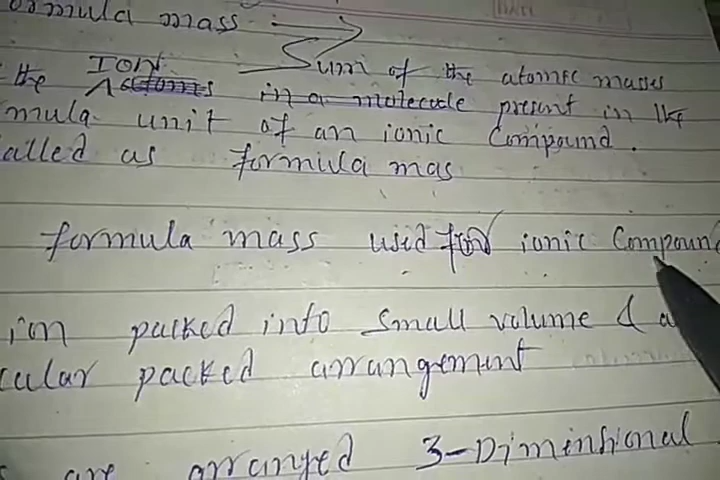 ormula mass
Sum of the atomic masses
the ION Actoms in a molecule present in the
mula unit of an ionic Compound.
alled as formula mas
formula mass used for ionic Compoun
ion packed into small volume & a
cular packed arrangement
are arranged 3-Dimensional